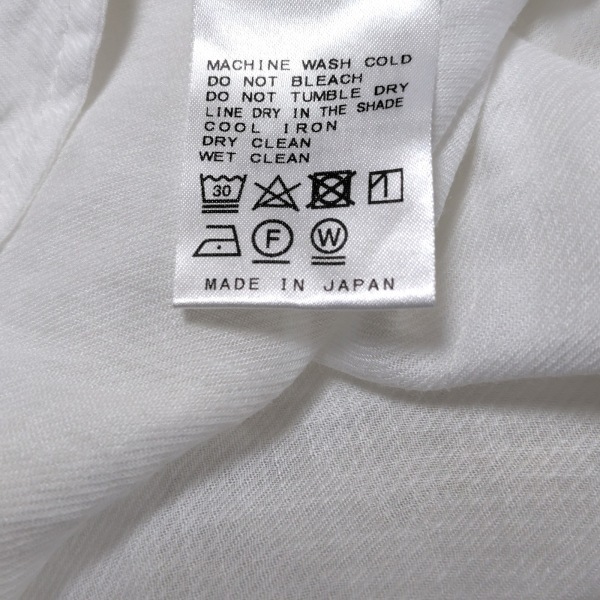 MACHINE WASH COLD
DO NOT BLEACH
DO NOT TUMBLE DRY
LINE DRY IN THE SHADE
COOL IRON
DRY CLEAN
WET CLEAN
30
F W
MADE IN JAPAN